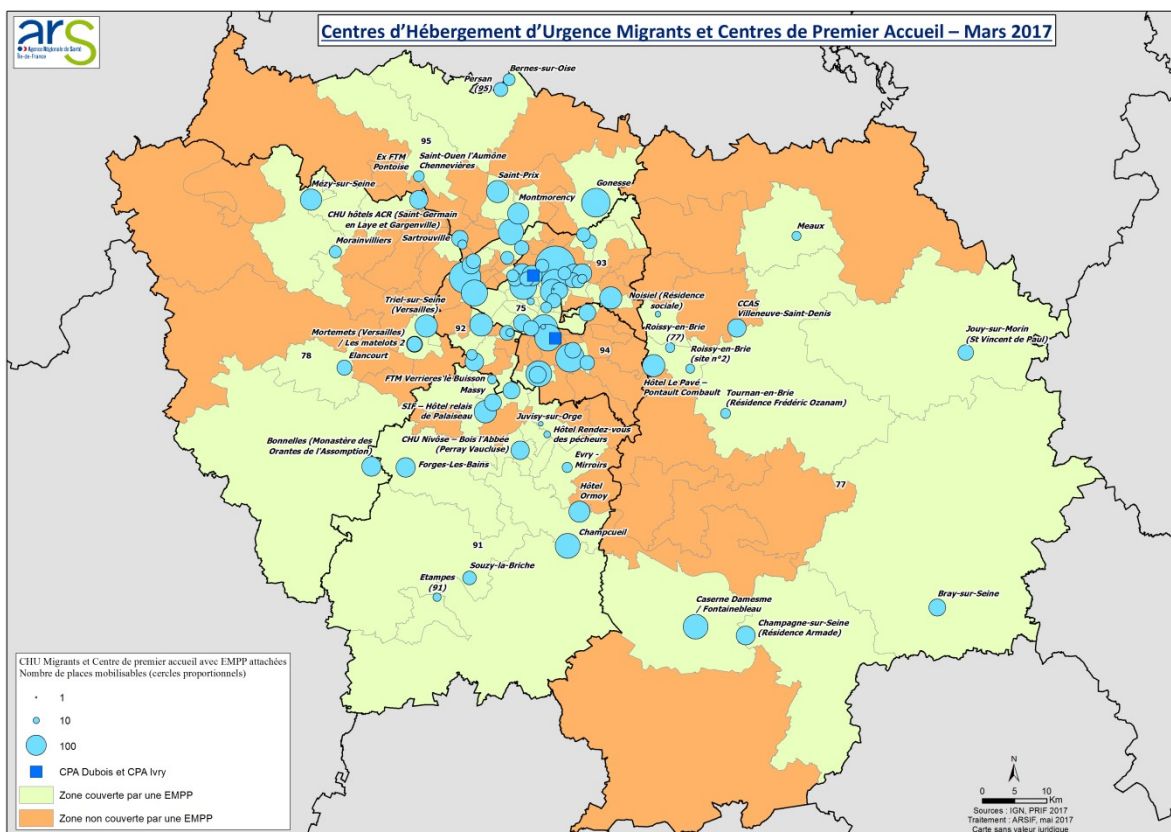 ars
Agence Régionale de Santé
Île-de-France
Centres d'Hébergement d'Urgence Migrants et Centres de Premier Accueil – Mars 2017
Bernes-sur-Oise
Persan
(95)
95
Ex FTM
Pontoise
Saint-Ouen l'Aumône
Chennevières
Saint-Prix
Gonesse
Mézy-sur-Seine
Montmorency
CHU hôtels ACR (Saint-Germain
en Laye et Gargenville)
Meaux
Morainvilliers
Sartrouville
93
75
Noisiel (Résidence
sociale)
CCAS
Villeneuve-Saint-Denis
Triel-sur-Seine
(Versailles)
92
Roissy-en-Brie
(77)
Jouy-sur-Morin
(St Vincent de Paul)
Mortemets (Versailles)
/ Les matelots 2
94
Roissy-en-Brie
(site n°2)
78
Elancourt
FTM Verrieres le Buisson
Massy
Hôtel Le Pavé –
Pontault Combault
Tournan-en-Brie
(Résidence Frédéric Ozanam)
SIF – Hôtel relais
de Palaiseau
Juvisy-sur-Orge
Hôtel Rendez-vous
des pécheurs
Bonnelles (Monastère des
Orantes de l'Assomption)
CHU Nivôse – Bois l'Abbée
(Perray Vaucluse)
Forges-Les-Bains
Evry -
Mirroirs
77
Hôtel
Ormoy
Champcueil
91
Souzy-la-Briche
Etampes
(91)
Caserne Damesme
/ Fontainebleau
Bray-sur-Seine
Champagne-sur-Seine
(Résidence Armade)
CHU Migrants et Centre de premier accueil avec EMPP attachées
Nombre de places mobilisables (cercles proportionnels)
1
10
100
CPA Dubois et CPA Ivry
Zone couverte par une EMPP
Zone non couverte par une EMPP
N
0 5 10
Km
Sources : IGN, PRIF 2017
Traitement : ARSIF, mai 2017
Carte sans valeur juridique